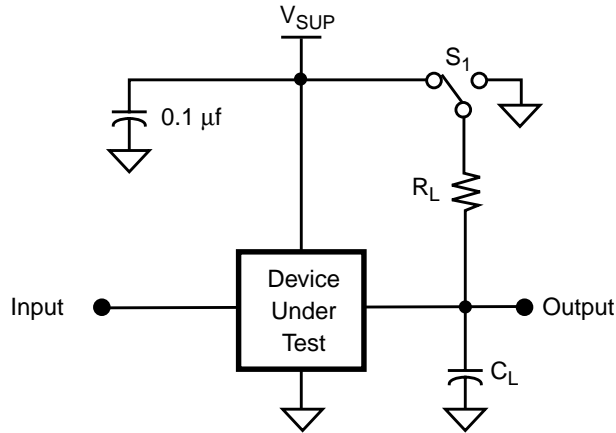 V_SUP
S_1
0.1 μf
R_L
Device
Under
Test
Input
Output
C_L